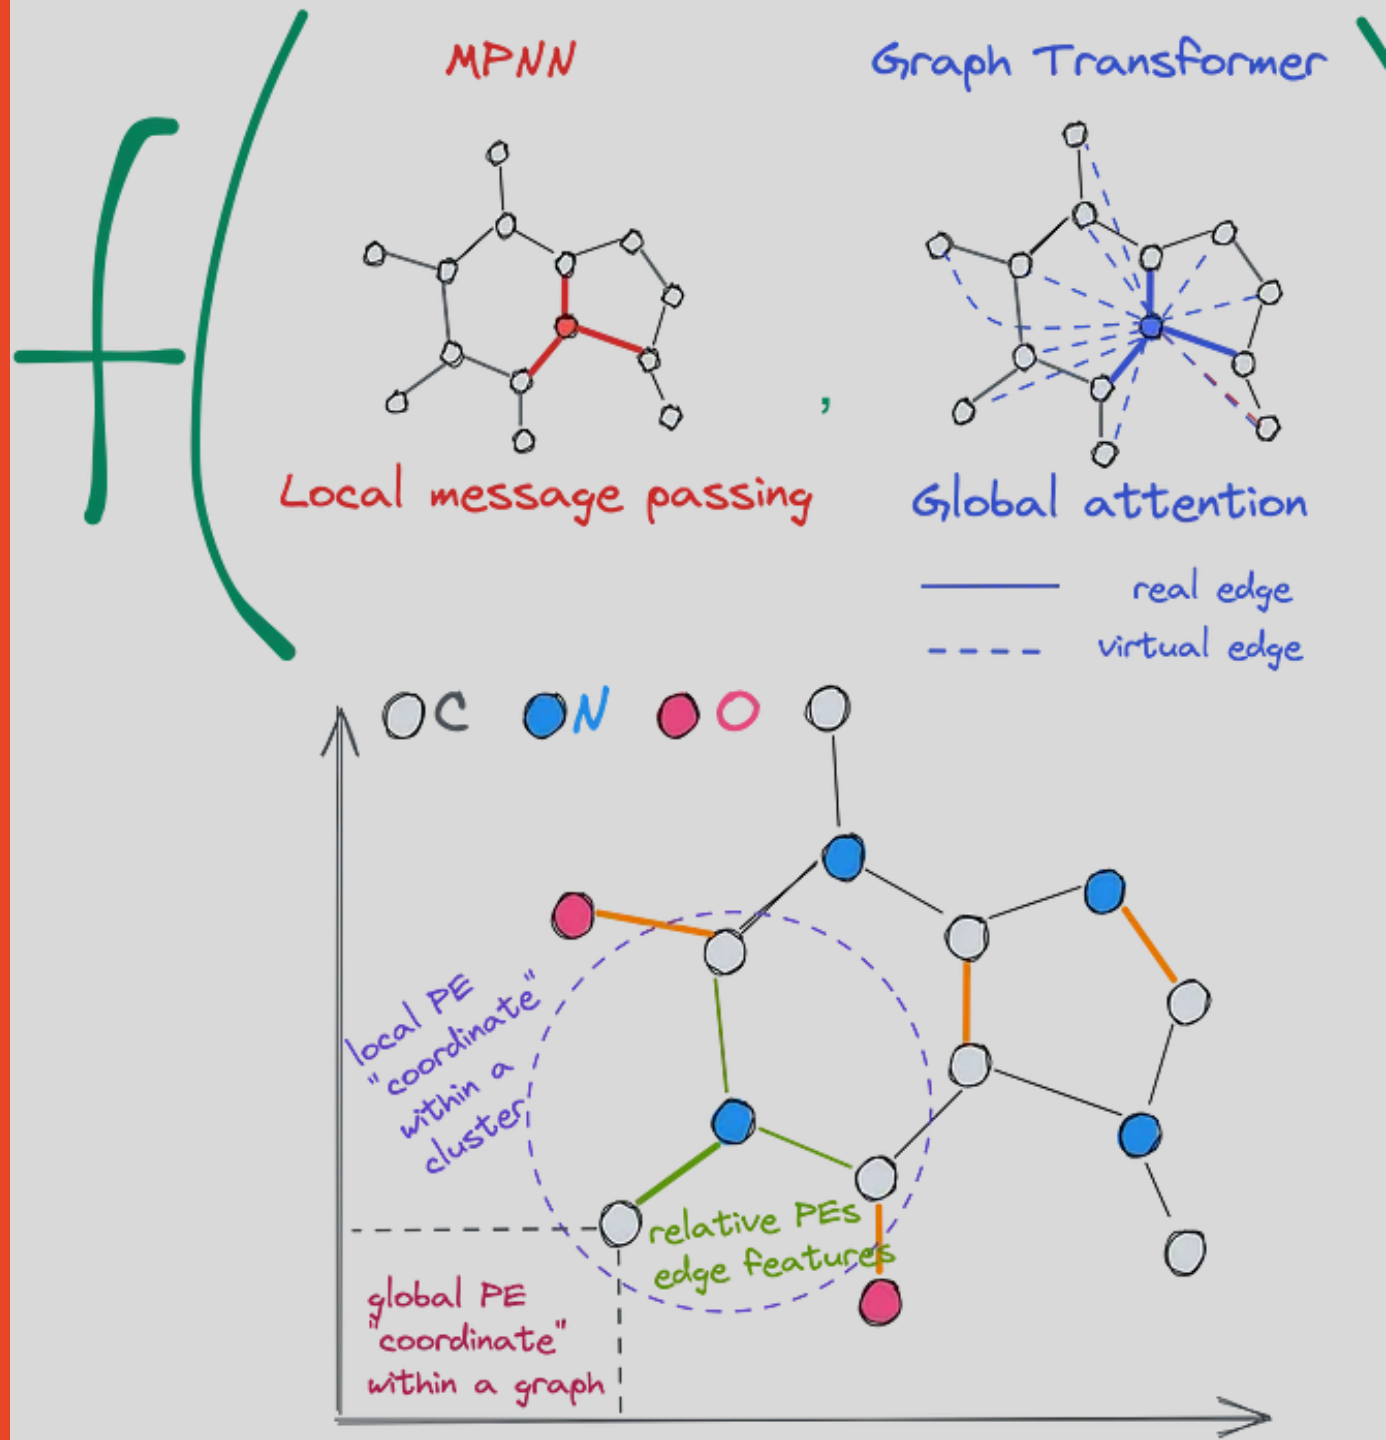 f(
MPNN
Graph Transformer
,
Local message passing
Global attention
real edge
virtual edge
C N O
local PE
"coordinate"
within a
cluster
relative PEs
edge features
global PE
"coordinate"
within a graph